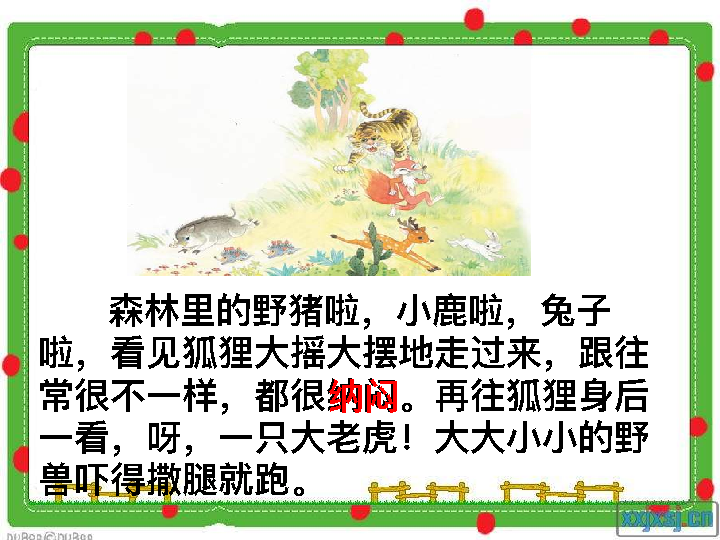 森林里的野猪啦，小鹿啦，兔子
啦，看见狐狸大摇大摆地走过来，跟往
常很不一样，都很纳闷。再往狐狸身后
一看，呀，一只大老虎！大大小小的野
兽吓得撒腿就跑。
xxjxsj.cn